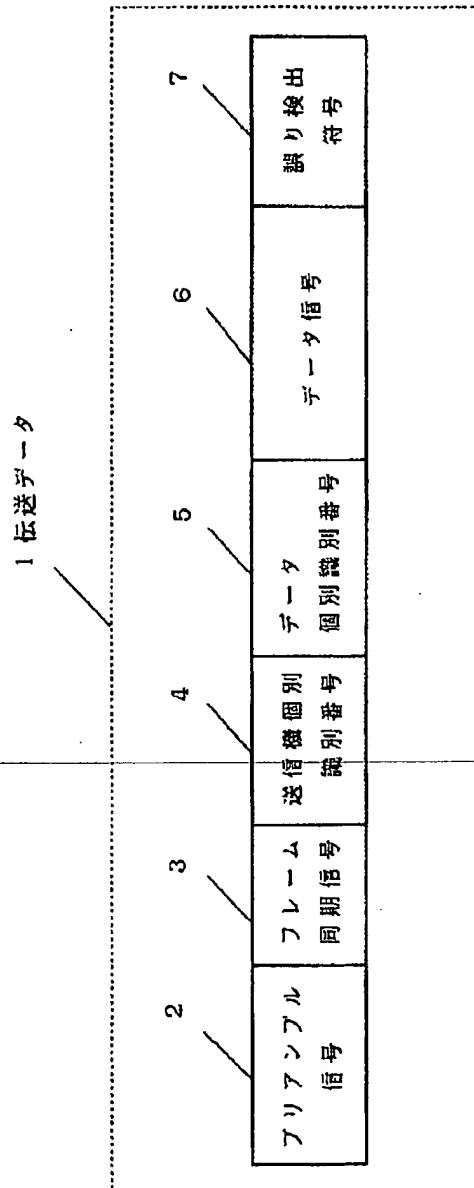 1 伝送データ
2
3
4
5
6
7
プリアンブル
信号
フレーム
同期信号
送信機個別
識別番号
データ
個別識別番号
データ信号
誤り検出
符号